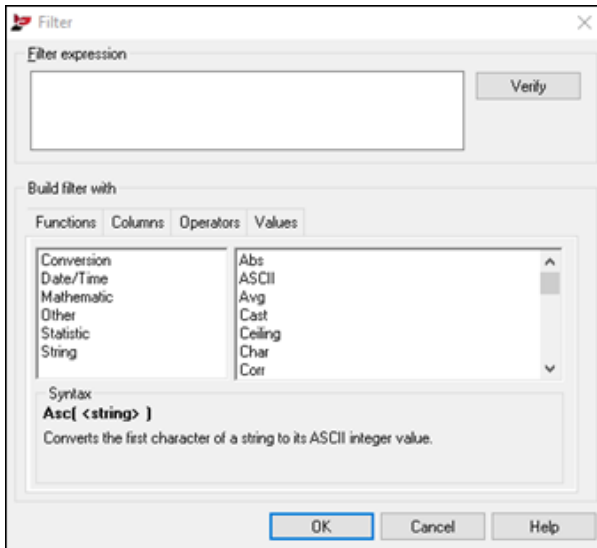 Filter
Filter expression
Verify
Build filter with
Functions Columns Operators Values
Conversion
Date/Time
Mathematic
Other
Statistic
String
Abs
ASCII
Avg
Cast
Ceiling
Char
Corr
Syntax
Asc( <string> )
Converts the first character of a string to its ASCII integer value.
OK Cancel Help